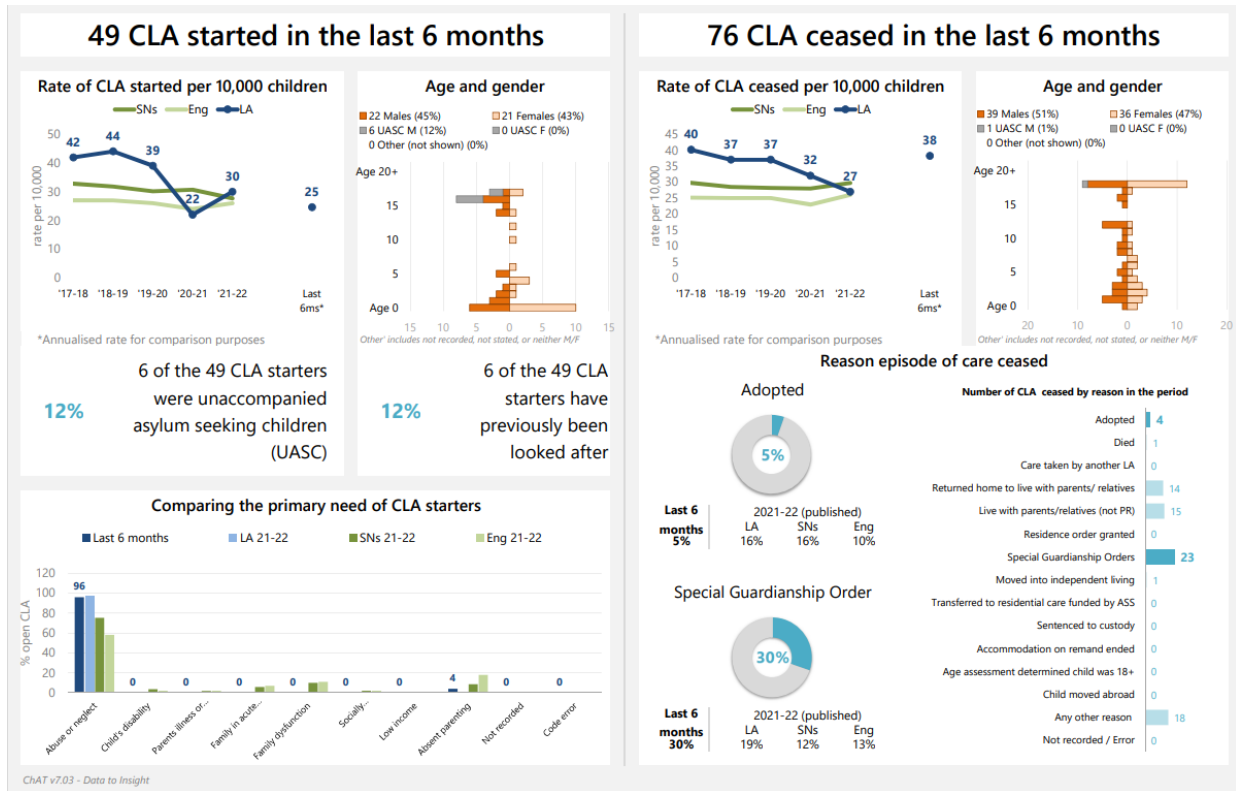 49 CLA started in the last 6 months
Rate of CLA started per 10,000 children
SNs Eng LA
rate per 10,000
50
40
30
20
10
0
42
44
39
22
30
25
'17-18 '18-19 '19-20 '20-21 '21-22 Last
6ms*
*Annualised rate for comparison purposes
Age and gender
22 Males (45%) 21 Females (43%)
6 UASC M (12%) 0 UASC F (0%)
0 Other (not shown) (0%)
Age 20+
15
10
5
Age 0
15 10 5 0 5 10 15
Other' includes not recorded, not stated, or neither M/F
12%
6 of the 49 CLA starters
were unaccompanied
asylum seeking children
(UASC)
12%
6 of the 49 CLA
starters have
previously been
looked after
Comparing the primary need of CLA starters
Last 6 months LA 21-22 SNs 21-22 Eng 21-22
% open CLA
120
100
80
60
40
20
0
96 0 0 0 0 0 0 4 0 0
Abuse or neglect
Child's disability
Parents illness or...
Family in acute...
Family dysfunction
Socially...
Low income
Absent parenting
Not recorded
Code error
ChAT v7.03 - Data to Insight
76 CLA ceased in the last 6 months
Rate of CLA ceased per 10,000 children
SNs Eng LA
rate per 10,000
45
40
35
30
25
20
15
10
5
0
40
37
37
32
27
38
'17-18 '18-19 '19-20 '20-21 '21-22 Last
6ms*
*Annualised rate for comparison purposes
Age and gender
39 Males (51%) 36 Females (47%)
1 UASC M (1%) 0 UASC F (0%)
0 Other (not shown) (0%)
Age 20+
15
10
5
Age 0
20 10 0 10 20
Other' includes not recorded, not stated, or neither M/F
Reason episode of care ceased
Adopted
5%
Last 6
months
5%
2021-22 (published)
LA SNs Eng
16% 16% 10%
Special Guardianship Order
30%
Last 6
months
30%
2021-22 (published)
LA SNs Eng
19% 12% 13%
Number of CLA ceased by reason in the period
Adopted 4
Died 1
Care taken by another LA 0
Returned home to live with parents/ relatives 14
Live with parents/relatives (not PR) 15
Residence order granted 0
Special Guardianship Orders 23
Moved into independent living 1
Transferred to residential care funded by ASS 0
Sentenced to custody 0
Accommodation on remand ended 0
Age assessment determined child was 18+ 0
Child moved abroad 0
Any other reason 18
Not recorded / Error 0